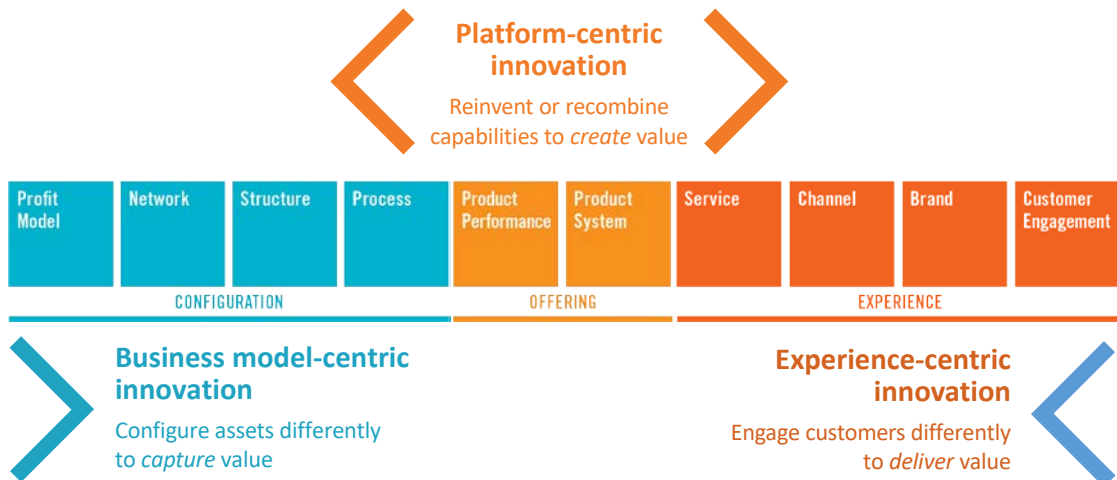 Platform-centric
innovation
Reinvent or recombine
capabilities to create value
Profit
Model
Network
Structure
Process
Product
Performance
Product
System
Service
Channel
Brand
Customer
Engagement
CONFIGURATION
OFFERING
EXPERIENCE
Business model-centric
innovation
Configure assets differently
to capture value
Experience-centric
innovation
Engage customers differently
to deliver value